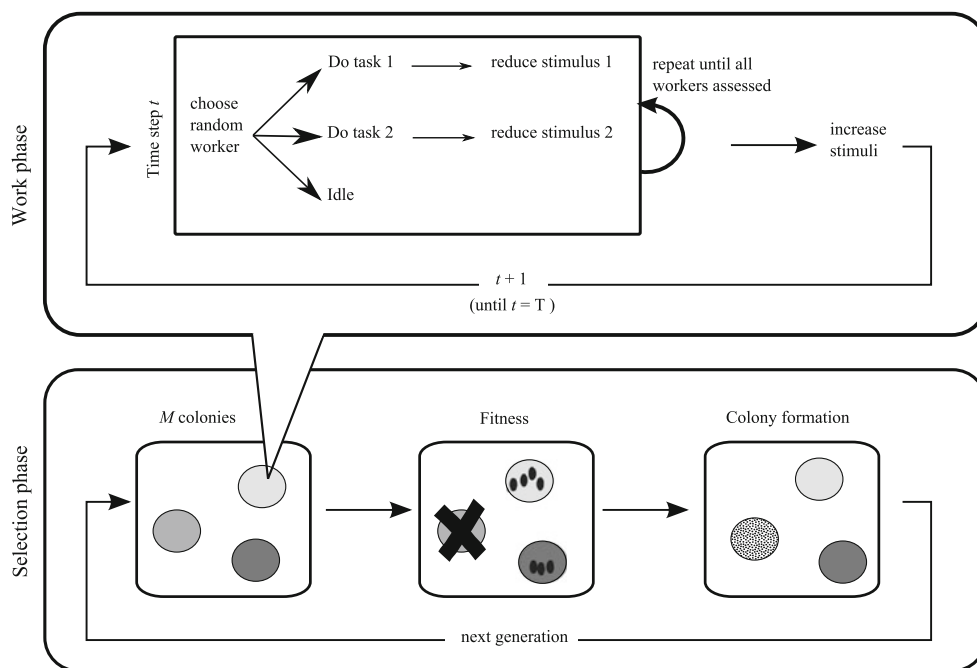 Work phase
Time step t
choose
random
worker
Do task 1
reduce stimulus 1
Do task 2
reduce stimulus 2
Idle
repeat until all
workers assessed
increase
stimuli
t + 1
(until t = T )
Selection phase
M colonies
Fitness
Colony formation
next generation